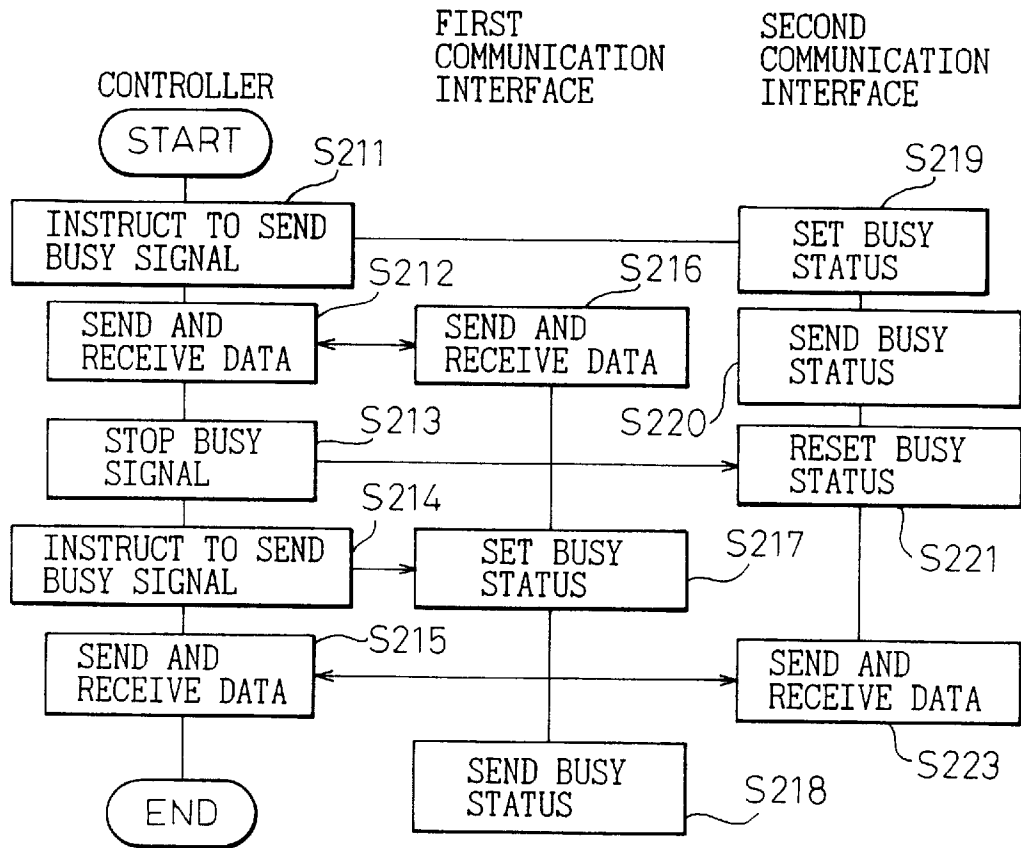 CONTROLLER
FIRST
COMMUNICATION
INTERFACE
SECOND
COMMUNICATION
INTERFACE
START
S211
INSTRUCT TO SEND
BUSY SIGNAL
S219
SET BUSY
STATUS
S212
SEND AND
RECEIVE DATA
S216
SEND AND
RECEIVE DATA
SEND BUSY
STATUS
S220
S213
STOP BUSY
SIGNAL
RESET BUSY
STATUS
S221
S214
INSTRUCT TO SEND
BUSY SIGNAL
SET BUSY
STATUS
S217
S215
SEND AND
RECEIVE DATA
SEND AND
RECEIVE DATA
S223
END
SEND BUSY
STATUS
S218